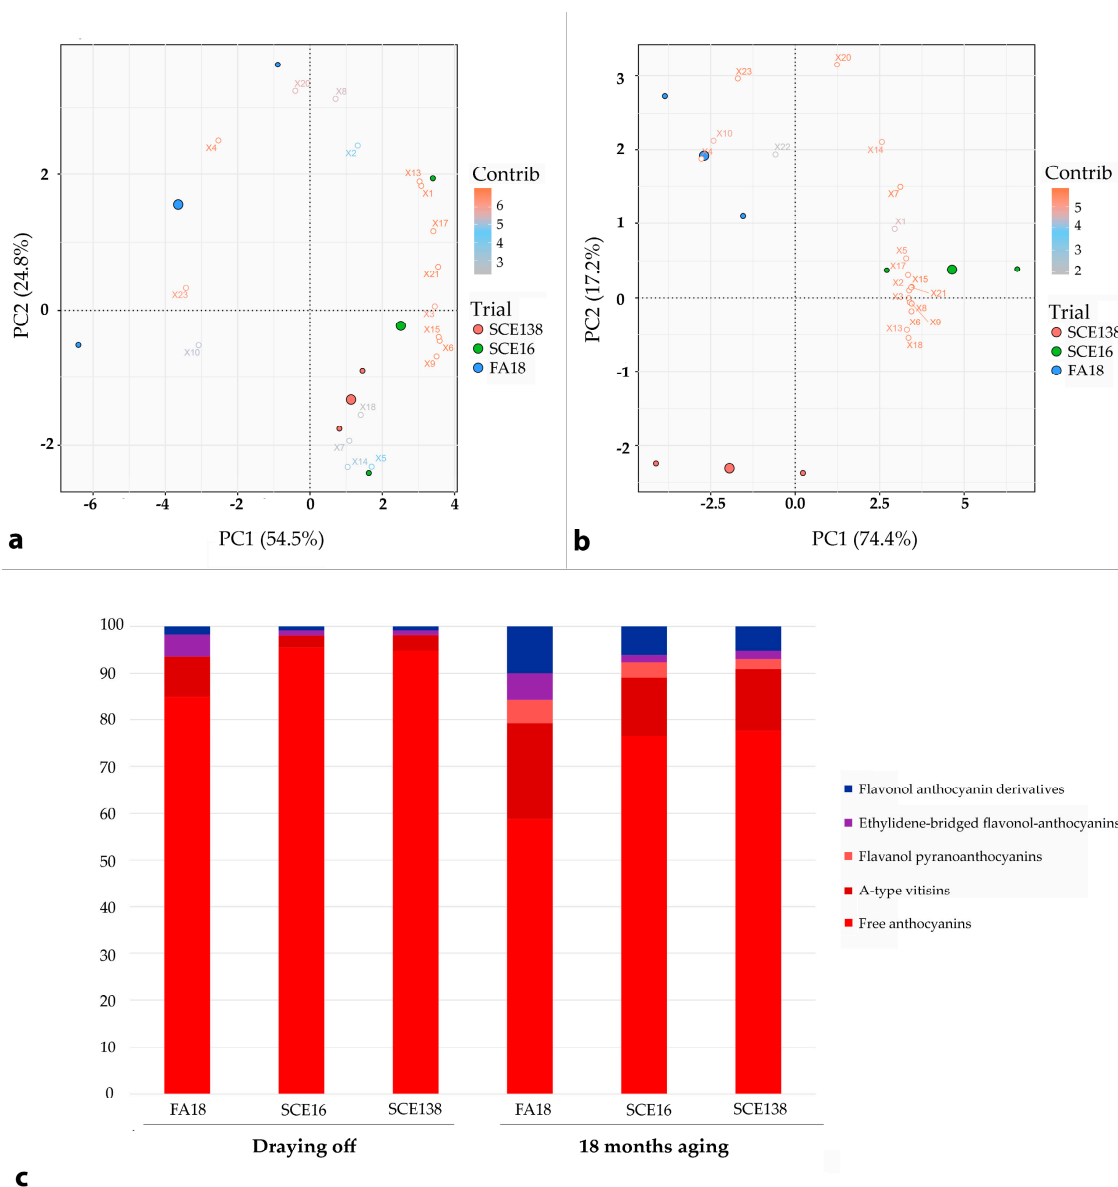 X20
X8
X4
X2
X13
X1
X17
X21
X23
X3
X15
X6
X9
X10
X18
X7
X14
X5
2
0
-2
PC2 (24.8%)
-6
-4
-2
0
2
4
PC1 (54.5%)
a
Contrib
6
5
4
3
Trial
SCE138
SCE16
FA18
X20
X23
X10
X4
X22
X14
X7
X1
X5
X17
X2
X15
X21
X3
X8
X6
X9
X13
X18
3
2
1
0
-1
-2
PC2 (17.2%)
-2.5
0.0
2.5
5
PC1 (74.4%)
b
Contrib
5
4
3
2
Trial
SCE138
SCE16
FA18
100
90
80
70
60
50
40
30
20
10
0
FA18
SCE16
SCE138
FA18
SCE16
SCE138
Draying off
18 months aging
Flavonol anthocyanin derivatives
Ethylidene-bridged flavonol-anthocyanins
Flavanol pyranoanthocyanins
A-type vitisins
Free anthocyanins
c